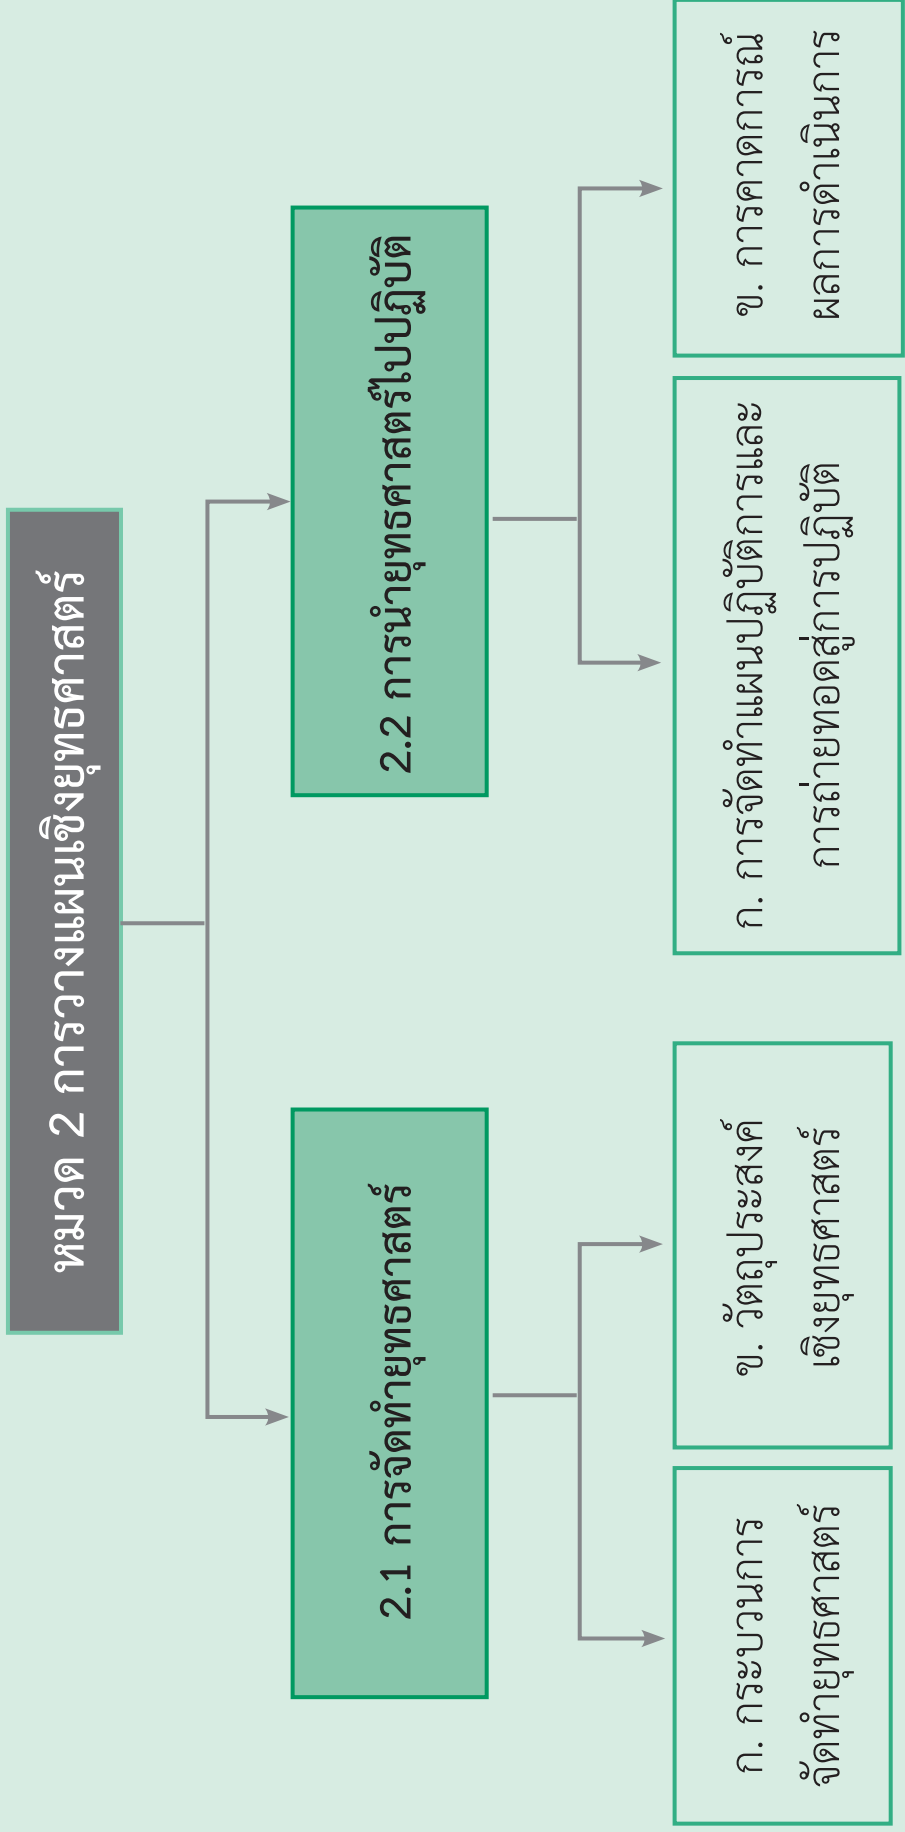 หมวด 2 การวางแผนเชิงยุทธศาสตร์
2.1 การจัดทำยุทธศาสตร์
2.2 การนำยุทธศาสตร์ไปปฏิบัติ
ก. กระบวนการ
จัดทำยุทธศาสตร์
ข. วัตถุประสงค์
เชิงยุทธศาสตร์
ก. การจัดทำแผนปฏิบัติการและ
การถ่ายทอดสู่การปฏิบัติ
ข. การคาดการณ์
ผลการดำเนินการ